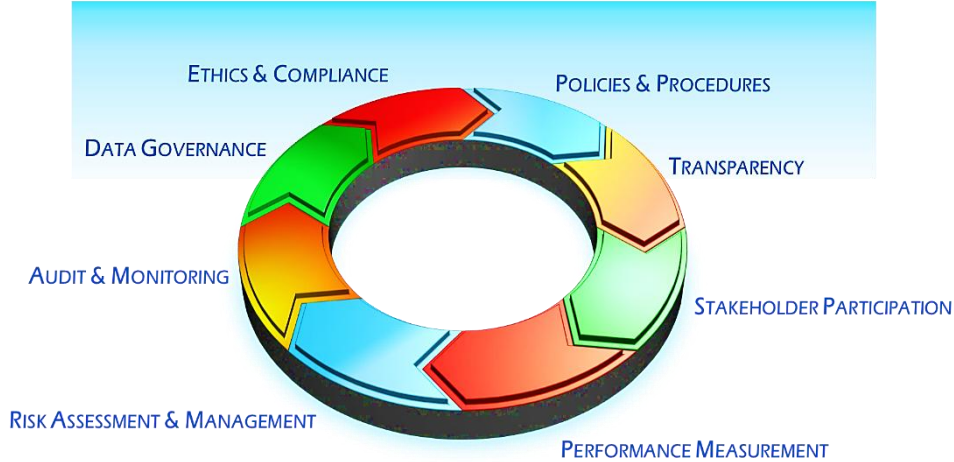 ETHICS & COMPLIANCE
POLICIES & PROCEDURES
DATA GOVERNANCE
TRANSPARENCY
AUDIT & MONITORING
STAKEHOLDER PARTICIPATION
RISK ASSESSMENT & MANAGEMENT
PERFORMANCE MEASUREMENT